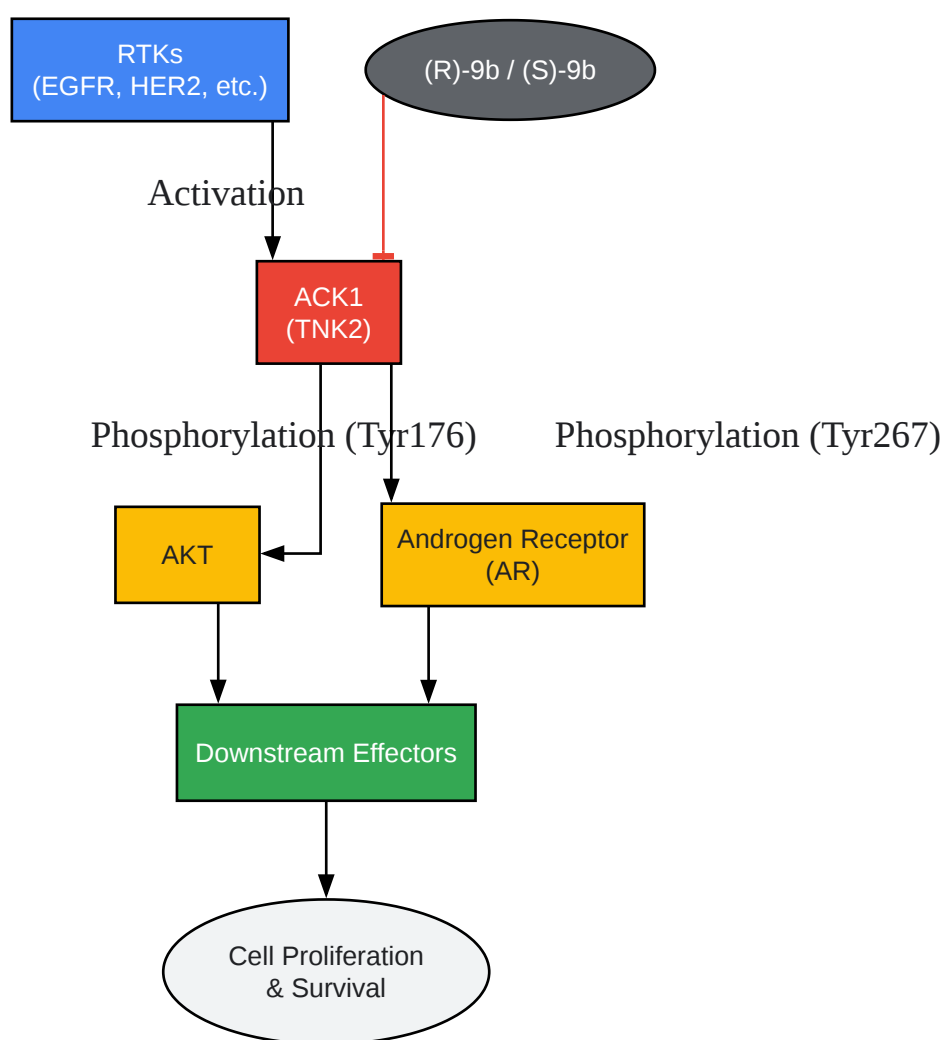 RTKs
(EGFR, HER2, etc.)
(R)-9b / (S)-9b
Activation
ACK1
(TNK2)
Phosphorylation (Tyr176)
Phosphorylation (Tyr267)
AKT
Androgen Receptor
(AR)
Downstream Effectors
Cell Proliferation
& Survival